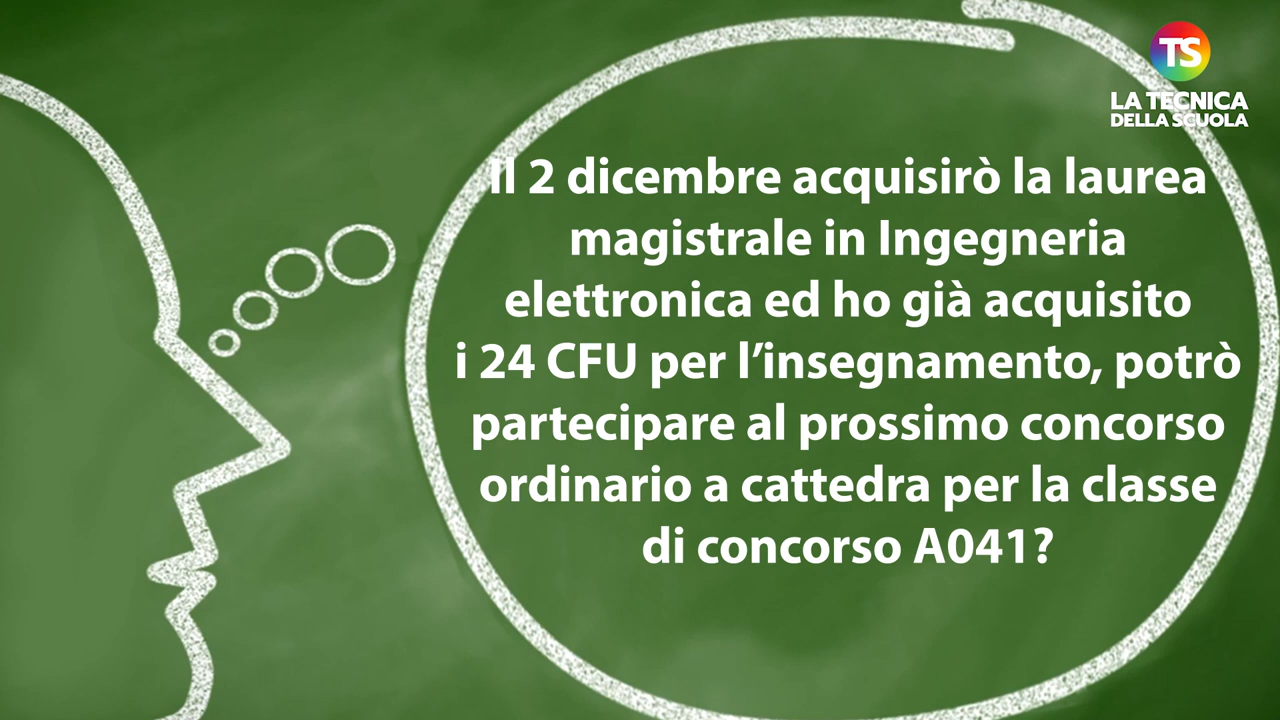 TS
LA TECNICA
DELLA SCUOLA
Il 2 dicembre acquisirò la laurea
magistrale in Ingegneria
elettronica ed ho già acquisito
i 24 CFU per l’insegnamento, potrò
partecipare al prossimo concorso
ordinario a cattedra per la classe
di concorso A041?